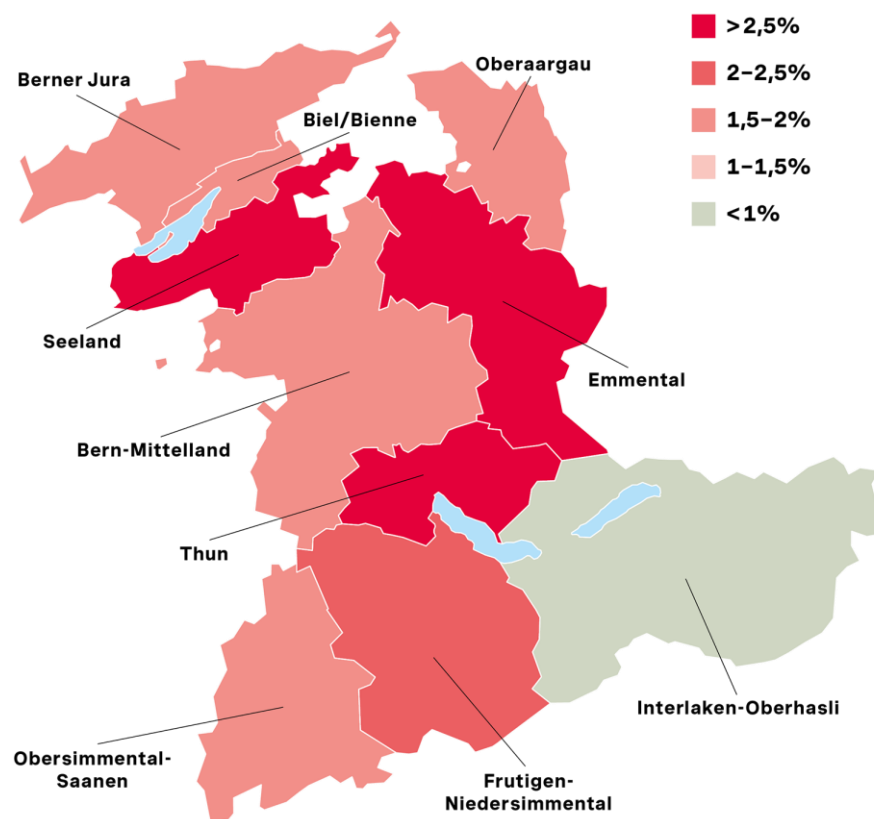 >2,5%
2–2,5%
1,5–2%
1–1,5%
<1%
Oberaargau
Berner Jura
Biel/Bienne
Seeland
Emmental
Bern-Mittelland
Thun
Interlaken-Oberhasli
Obersimmental-
Saanen
Frutigen-
Niedersimmental